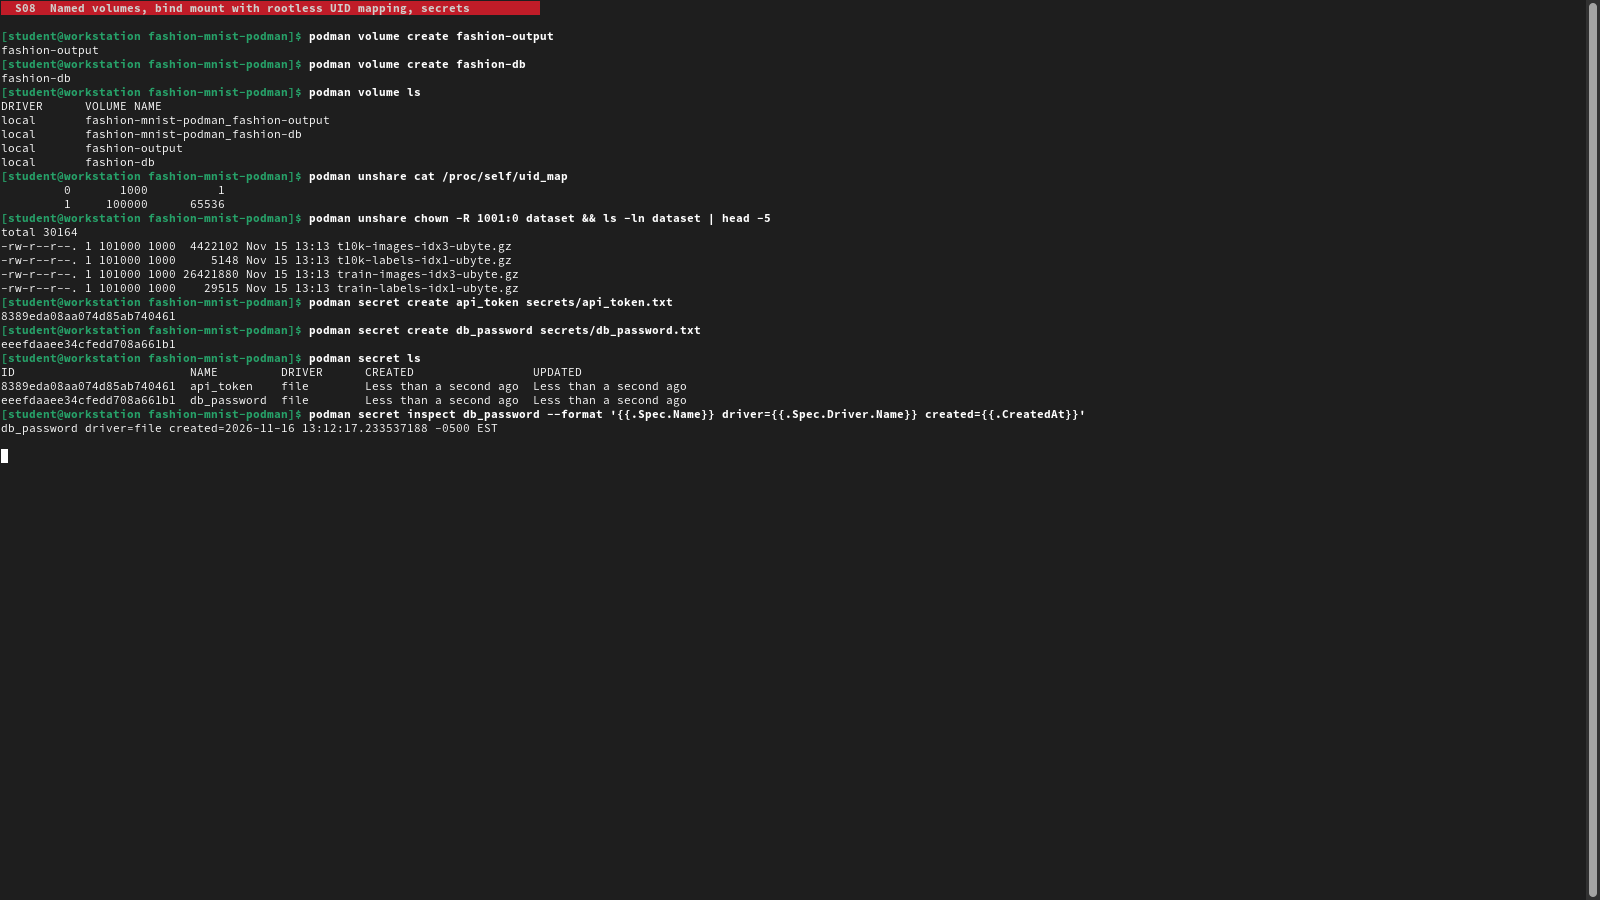 S08  Named volumes, bind mount with rootless UID mapping, secrets
[student@workstation fashion-mnist-podman]$ podman volume create fashion-output
fashion-output
[student@workstation fashion-mnist-podman]$ podman volume create fashion-db
fashion-db
[student@workstation fashion-mnist-podman]$ podman volume ls
DRIVER      VOLUME NAME
local       fashion-mnist-podman_fashion-output
local       fashion-mnist-podman_fashion-db
local       fashion-output
local       fashion-db
[student@workstation fashion-mnist-podman]$ podman unshare cat /proc/self/uid_map
         0       1000          1
         1     100000      65536
[student@workstation fashion-mnist-podman]$ podman unshare chown -R 1001:0 dataset && ls -ln dataset | head -5
total 30164
-rw-r--r--. 1 101000 1000  4422102 Nov 15 13:13 t10k-images-idx3-ubyte.gz
-rw-r--r--. 1 101000 1000     5148 Nov 15 13:13 t10k-labels-idx1-ubyte.gz
-rw-r--r--. 1 101000 1000 26421880 Nov 15 13:13 train-images-idx3-ubyte.gz
-rw-r--r--. 1 101000 1000    29515 Nov 15 13:13 train-labels-idx1-ubyte.gz
[student@workstation fashion-mnist-podman]$ podman secret create api_token secrets/api_token.txt
8389eda08aa074d85ab740461
[student@workstation fashion-mnist-podman]$ podman secret create db_password secrets/db_password.txt
eeefdaaee34cfedd708a661b1
[student@workstation fashion-mnist-podman]$ podman secret ls
ID                         NAME         DRIVER      CREATED                 UPDATED
8389eda08aa074d85ab740461  api_token    file        Less than a second ago  Less than a second ago
eeefdaaee34cfedd708a661b1  db_password  file        Less than a second ago  Less than a second ago
[student@workstation fashion-mnist-podman]$ podman secret inspect db_password --format '{{.Spec.Name}} driver={{.Spec.Driver.Name}} created={{.CreatedAt}}'
db_password driver=file created=2026-11-16 13:12:17.233537188 -0500 EST